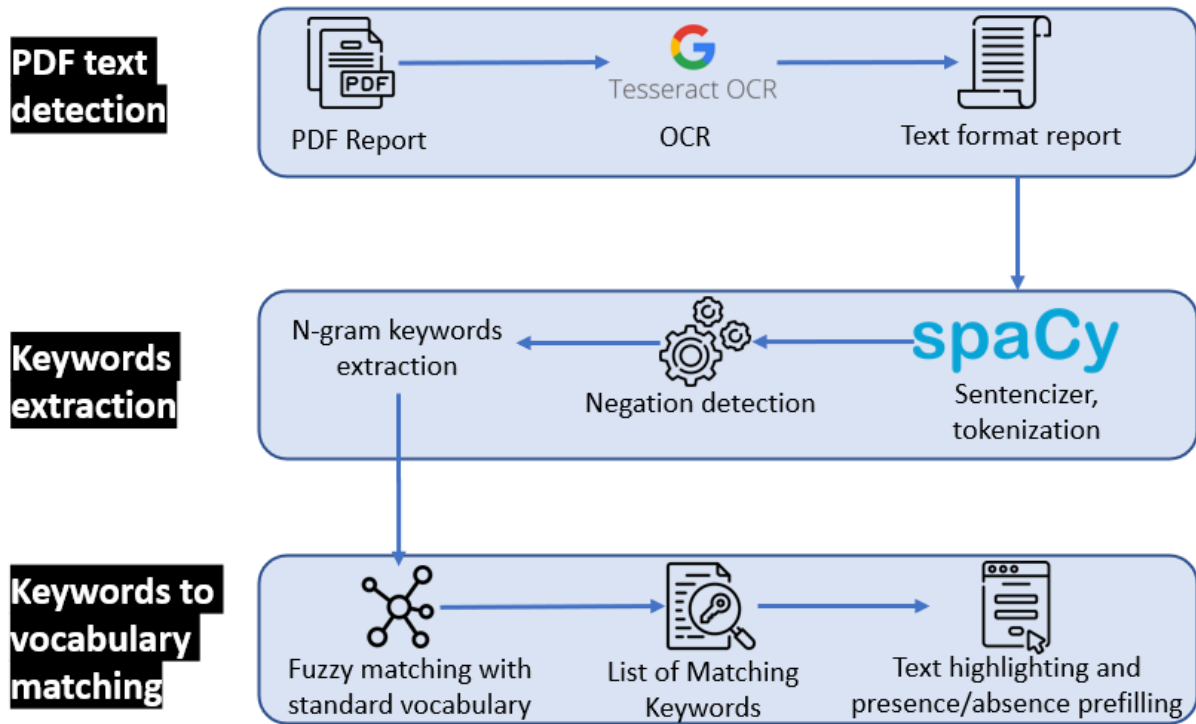 PDF text
detection
PDF
PDF Report
G
Tesseract OCR
OCR
Text format report
Keywords
extraction
N-gram keywords
extraction
Negation detection
spaCy
Sentencizer,
tokenization
Keywords to
vocabulary
matching
Fuzzy matching with
standard vocabulary
List of Matching
Keywords
Text highlighting and
presence/absence prefilling